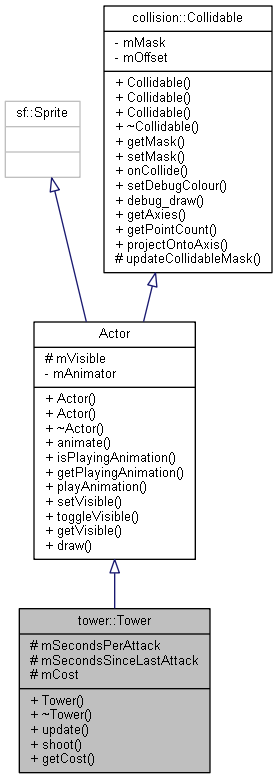 collision::Collidable
- mMask
- mOffset
+ Collidable()
+ Collidable()
+ Collidable()
+ ~Collidable()
+ getMask()
+ setMask()
+ onCollide()
+ setDebugColour()
+ debug_draw()
+ getAxies()
+ getPointCount()
+ projectOntoAxis()
# updateCollidableMask()
sf::Sprite
Actor
# mVisible
- mAnimator
+ Actor()
+ Actor()
+ ~Actor()
+ animate()
+ isPlayingAnimation()
+ getPlayingAnimation()
+ playAnimation()
+ setVisible()
+ toggleVisible()
+ getVisible()
+ draw()
tower::Tower
# mSecondsPerAttack
# mSecondsSinceLastAttack
# mCost
+ Tower()
+ ~Tower()
+ update()
+ shoot()
+ getCost()